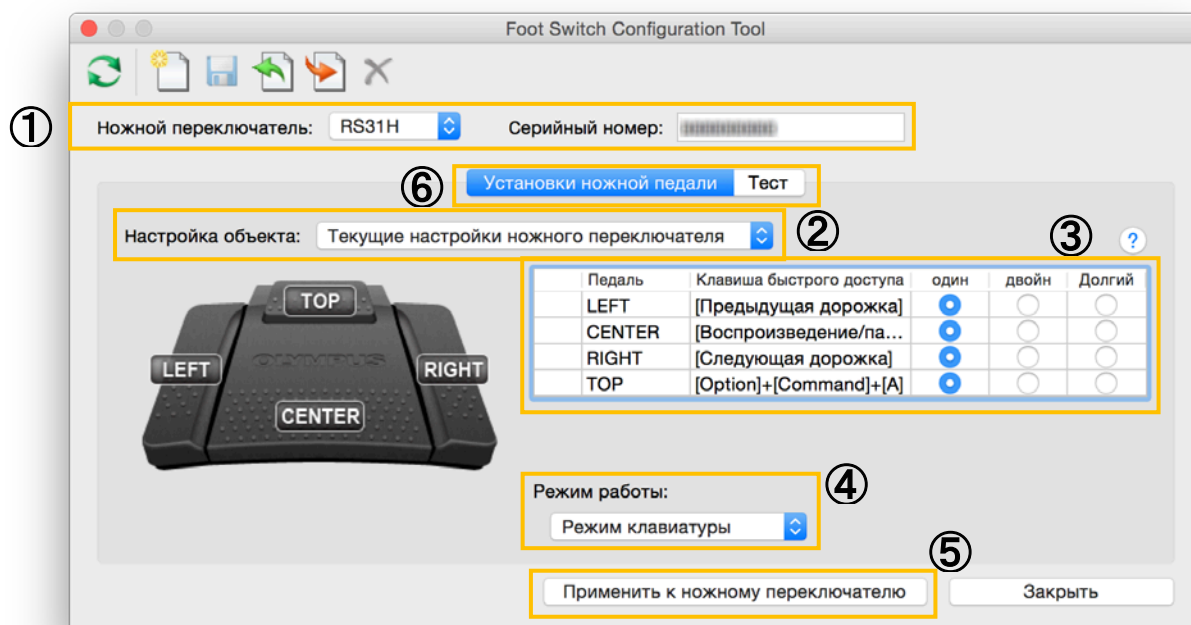 Foot Switch Configuration Tool
① Ножной переключатель: RS31H Серийный номер:
⑥ Установки ножной педали Тест
Настройка объекта: Текущие настройки ножного переключателя ② ③ ?
Педаль Клавиша быстрого доступа один двойн Долгий
LEFT [Предыдущая дорожка]
CENTER [Воспроизведение/па...
RIGHT [Следующая дорожка]
TOP [Option]+[Command]+[A]
TOP
OLYMPUS
LEFT RIGHT
CENTER
Режим работы: ④
Режим клавиатуры
⑤
Применить к ножному переключателю Закрыть